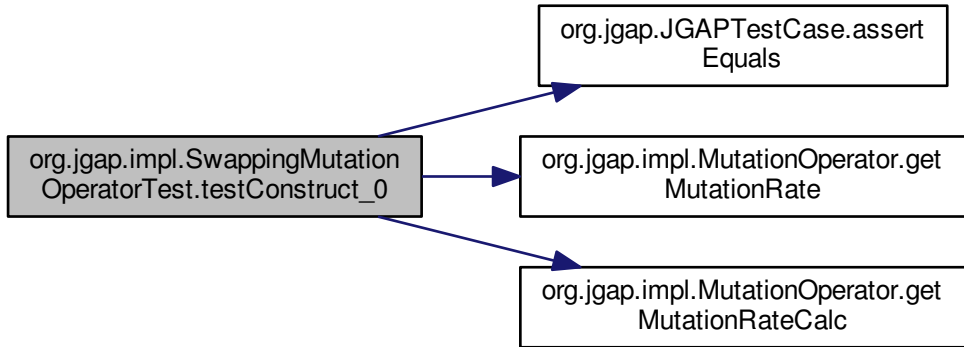 org.jgap.JGAPTestCase.assert
Equals
org.jgap.impl.SwappingMutation
OperatorTest.testConstruct_0
org.jgap.impl.MutationOperator.get
MutationRate
org.jgap.impl.MutationOperator.get
MutationRateCalc